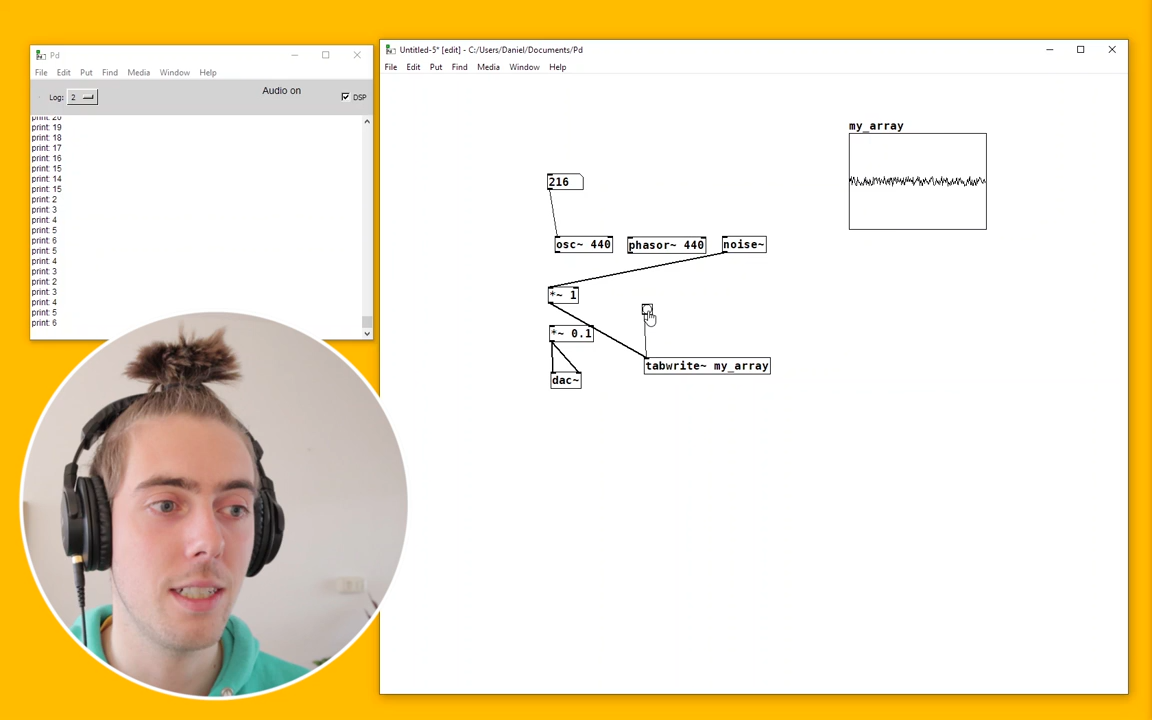 Pd
File Edit Put Find Media Window Help
Log: 2 Audio on DSP
print: 20
print: 19
print: 18
print: 17
print: 16
print: 15
print: 14
print: 15
print: 2
print: 3
print: 4
print: 5
print: 6
print: 5
print: 4
print: 3
print: 2
print: 3
print: 4
print: 5
print: 6
Untitled-5* [edit] - C:/Users/Daniel/Documents/Pd
File Edit Put Find Media Window Help
my_array
216
osc~ 440 phasor~ 440 noise~
*~ 1
*~ 0.1
tabwrite~ my_array
dac~